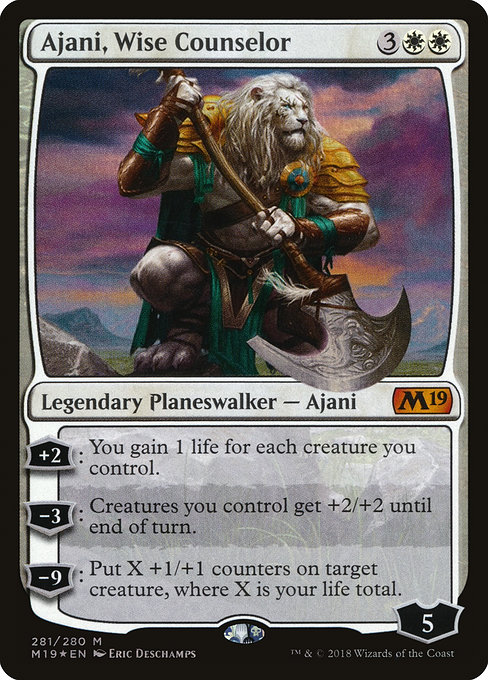 Ajani, Wise Counselor 3
Legendary Planeswalker — Ajani M19
+2: You gain 1 life for each creature you
control.
−3: Creatures you control get +2/+2 until
end of turn.
−9: Put X +1/+1 counters on target
creature, where X is your life total.
5
281/280 M
M19★EN Eric Deschamps ™ & © 2018 Wizards of the Coast